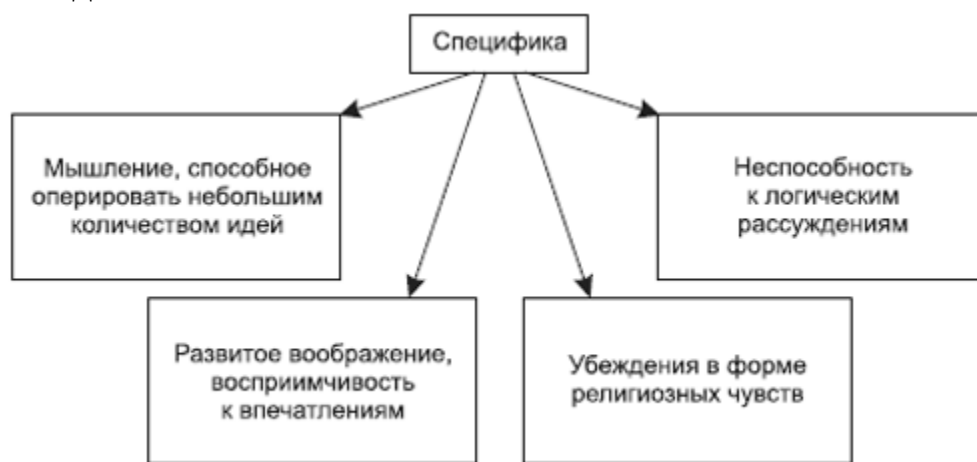 Специфика
Мышление, способное
оперировать небольшим
количеством идей
Неспособность
к логическим
рассуждениям
Развитое воображение,
восприимчивость
к впечатлениям
Убеждения в форме
религиозных чувств